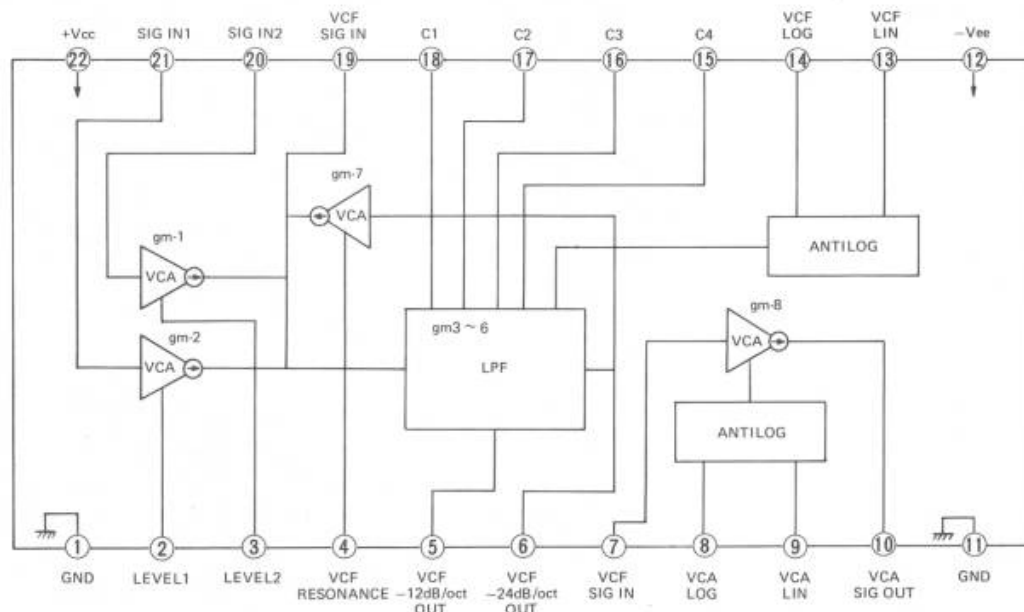 +Vcc SIG IN1 SIG IN2 VCF SIG IN C1 C2 C3 C4 VCF LOG VCF LIN −Vee
22 21 20 19 18 17 16 15 14 13 12
gm-7
VCA
ANTILOG
gm-1
VCA
gm-2
VCA
gm3 ~ 6
LPF
gm-8
VCA
ANTILOG
1 2 3 4 5 6 7 8 9 10 11
GND LEVEL1 LEVEL2 VCF RESONANCE VCF −12dB/oct OUT VCF −24dB/oct OUT VCF SIG IN VCA LOG VCA LIN VCA SIG OUT GND